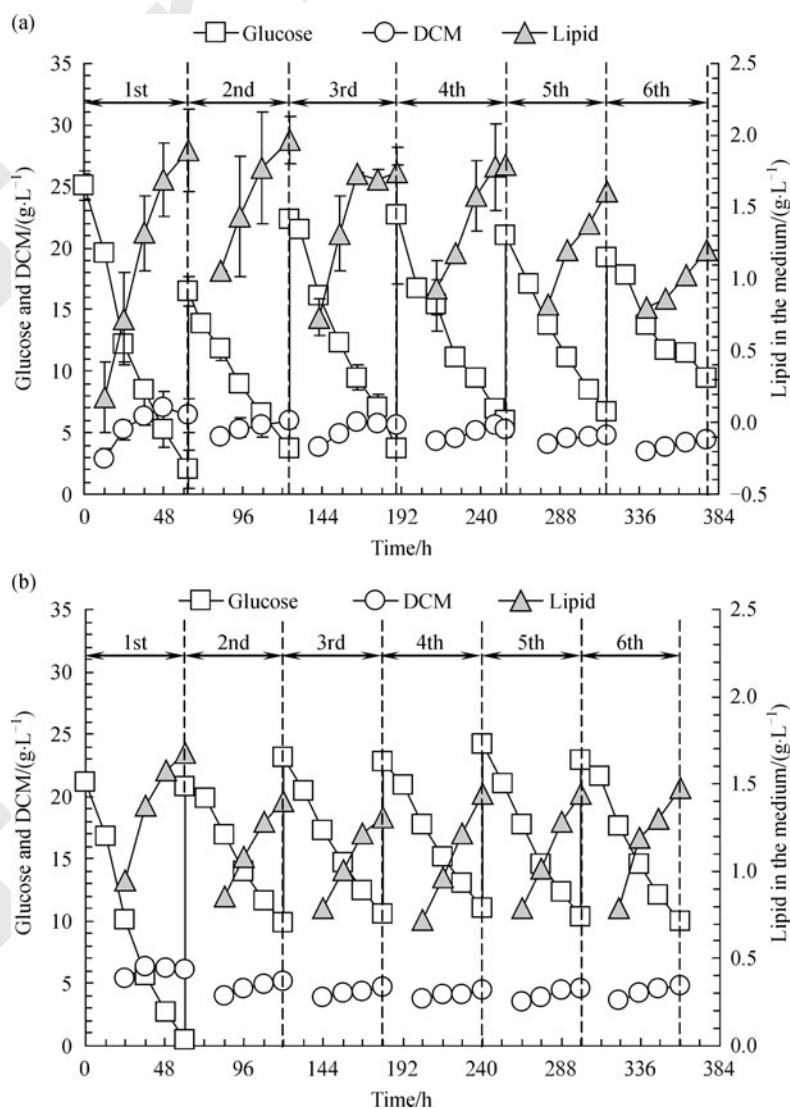 (a)
Glucose DCM Lipid
35 2.5
1st 2nd 3rd 4th 5th 6th
30 2.0
25
1.5
20
1.0
15
0.5
10
0.0
5
0 −0.5
0 48 96 144 192 240 288 336 384
Time/h
Glucose and DCM/(g·L⁻¹)
Lipid in the medium/(g·L⁻¹)
(b)
Glucose DCM Lipid
35 2.5
1st 2nd 3rd 4th 5th 6th
30
2.0
25
20 1.5
15
1.0
10
0.5
5
0 0.0
0 48 96 144 192 240 288 336 384
Time/h
Glucose and DCM/(g·L⁻¹)
Lipid in the medium/(g·L⁻¹)